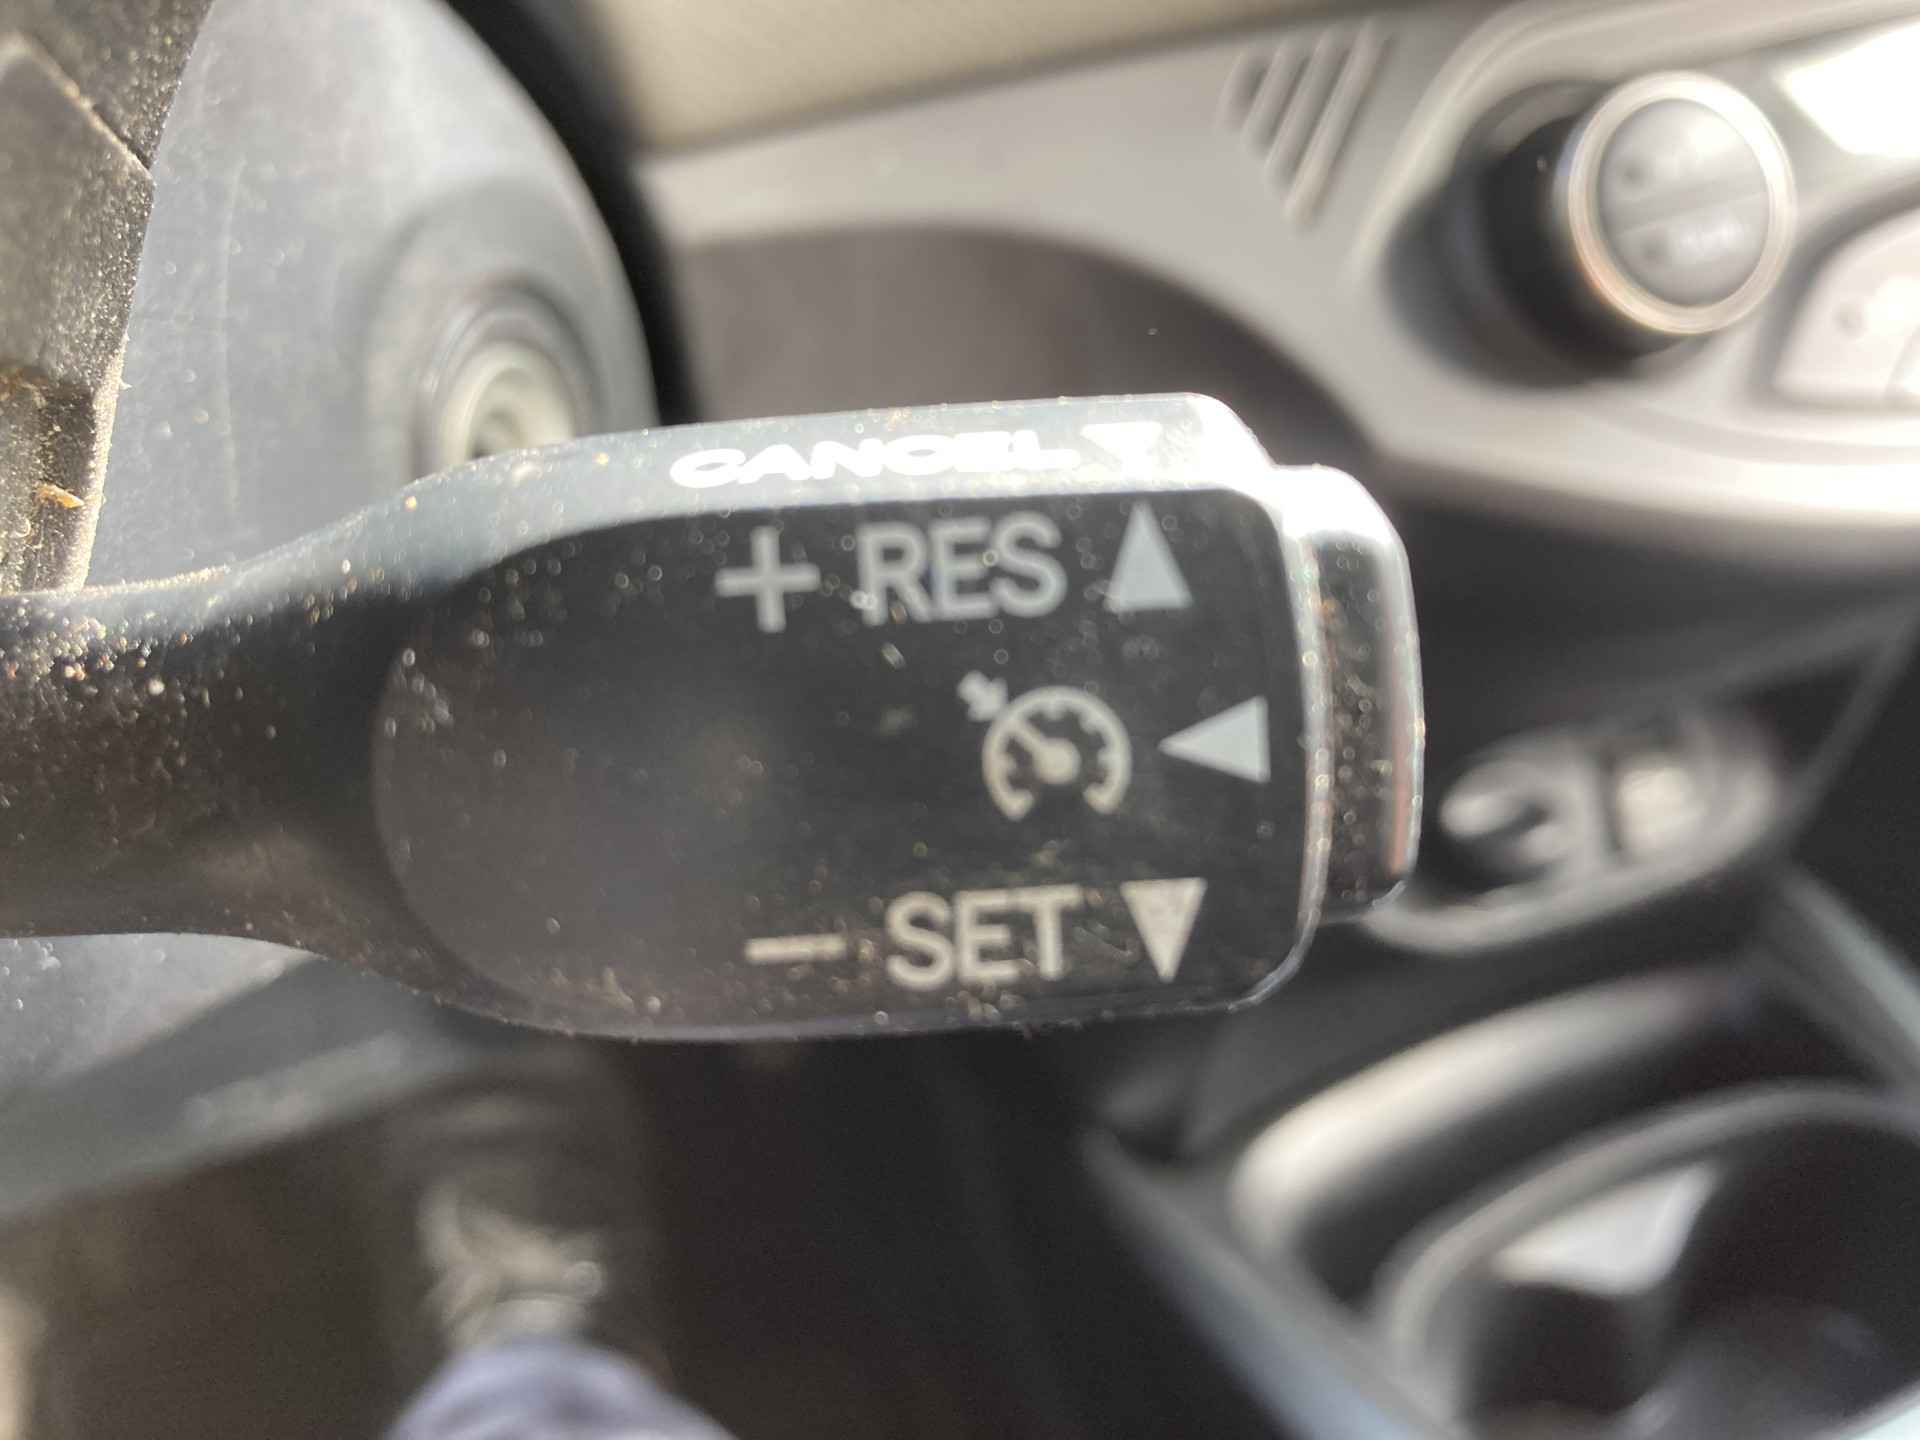 CANCEL
+ RES
- SET